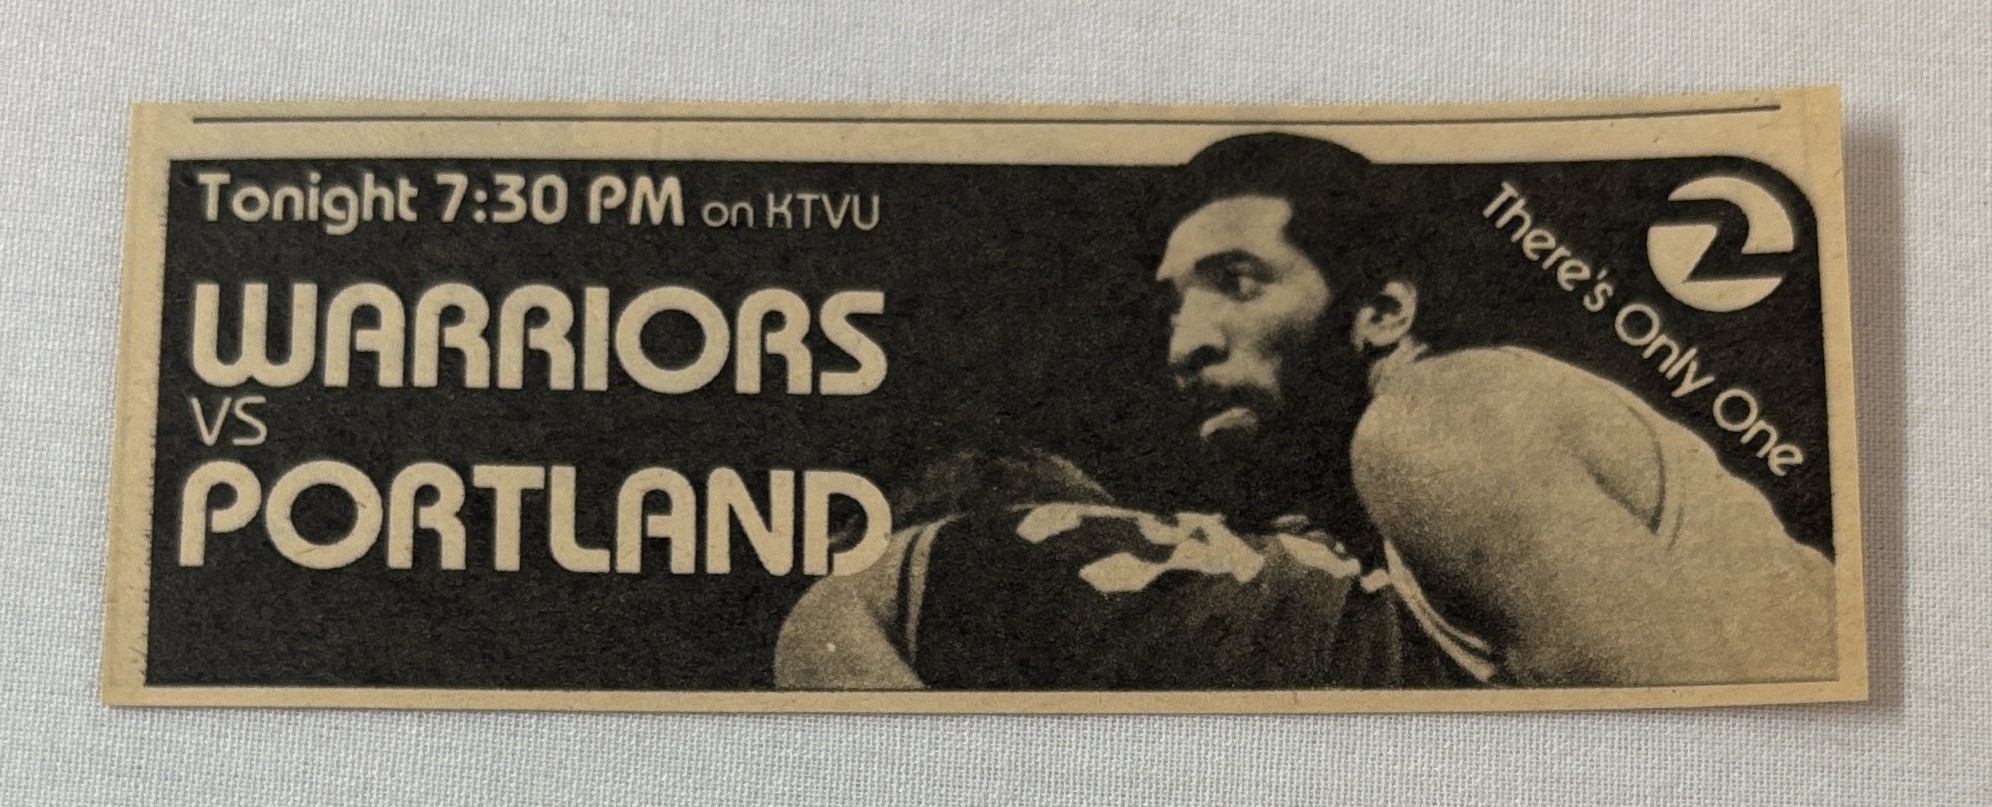 Tonight 7:30 PM on KTVU
WARRIORS
VS
PORTLAND
There's Only One
2